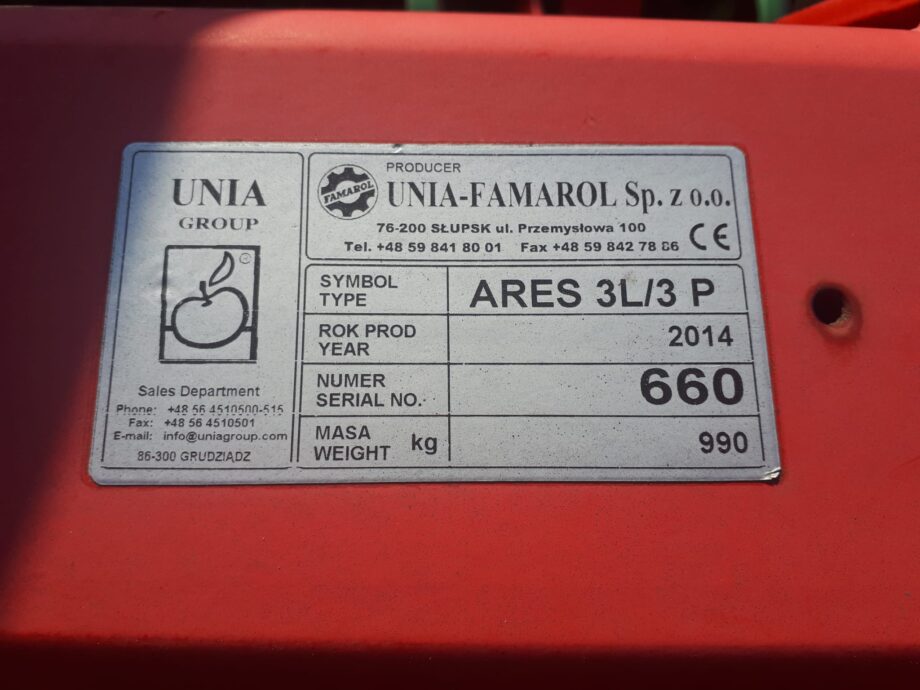 UNIA
GROUP
®
Sales Department
Phone: +48 56 4510500-515
Fax: +48 56 4510501
E-mail: info@uniagroup.com
86-300 GRUDZIADZ
FAMAROL
PRODUCER
UNIA-FAMAROL Sp. z o.o.
76-200 SŁUPSK ul. Przemysłowa 100
Tel. +48 59 841 80 01 Fax +48 59 842 78 86
CE
SYMBOL
TYPE
ARES 3L/3 P
ROK PROD
YEAR
2014
NUMER
SERIAL NO.
660
MASA
WEIGHT kg
990